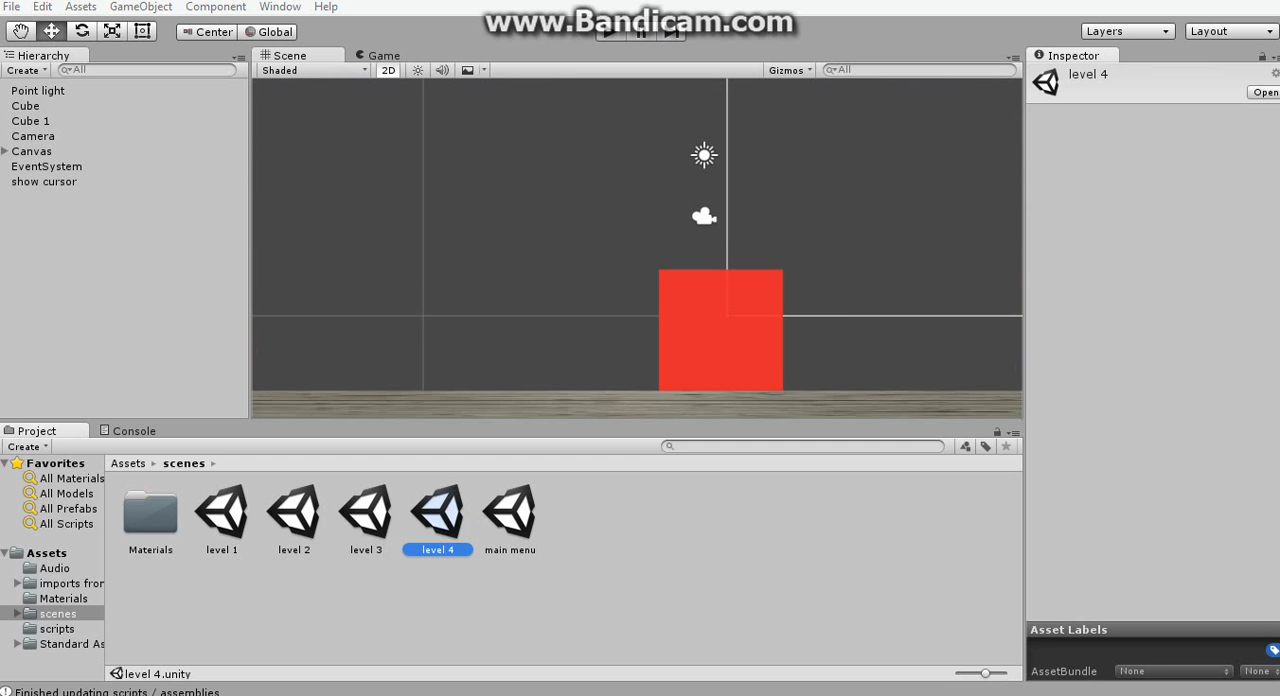 File Edit Assets GameObject Component Window Help
www.Bandicam.com
Center Global Layers Layout
Hierarchy
Create All
Point light
Cube
Cube 1
Camera
Canvas
EventSystem
show cursor
Scene Game
Shaded 2D Gizmos All
Inspector
level 4
Open
Project Console
Create
Favorites
All Materials
All Models
All Prefabs
All Scripts
Assets
Audio
imports fror
Materials
scenes
scripts
Standard As
Assets scenes
Materials level 1 level 2 level 3 level 4 main menu
level 4.unity
Asset Labels
AssetBundle None None
Finished updating scripts / assemblies